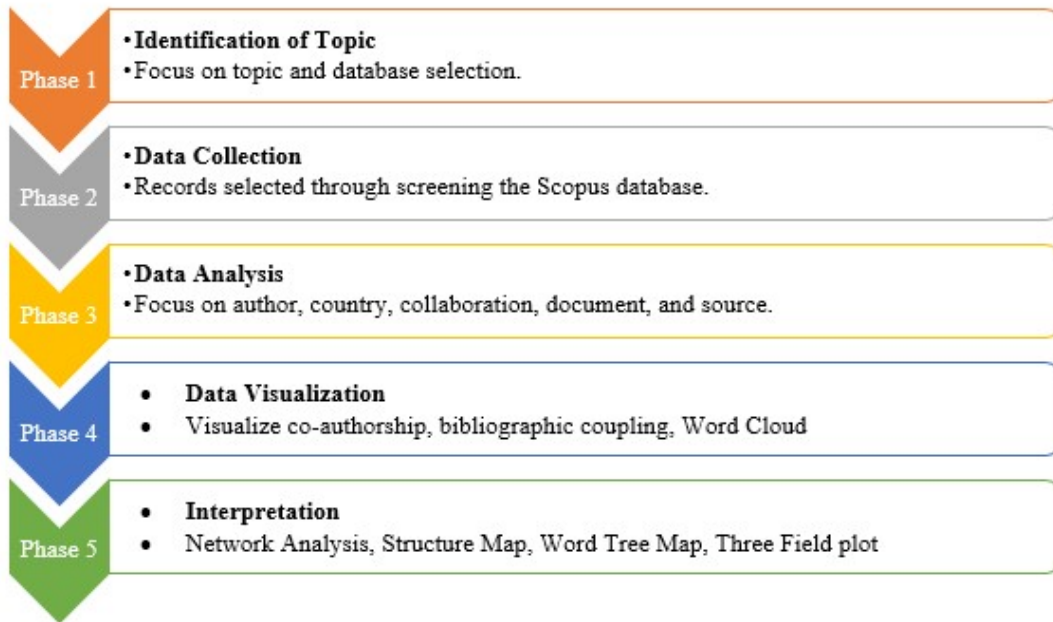 Phase 1
•Identification of Topic
•Focus on topic and database selection.
Phase 2
•Data Collection
•Records selected through screening the Scopus database.
Phase 3
•Data Analysis
•Focus on author, country, collaboration, document, and source.
Phase 4
• Data Visualization
• Visualize co-authorship, bibliographic coupling, Word Cloud
Phase 5
• Interpretation
• Network Analysis, Structure Map, Word Tree Map, Three Field plot